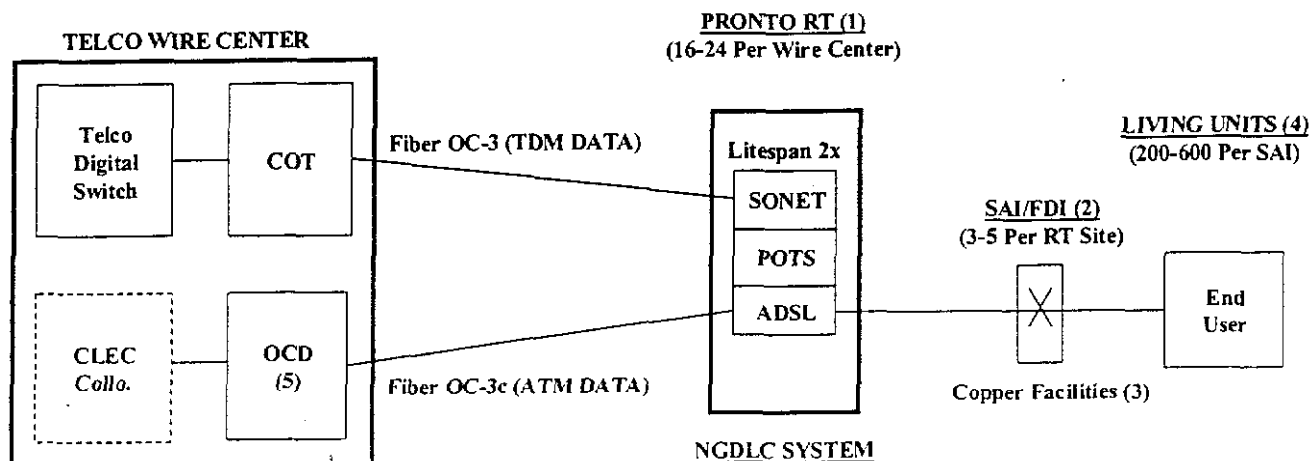 PRONTO RT (1)
(16-24 Per Wire Center)
TELCO WIRE CENTER
Telco
Digital
Switch
COT
Fiber OC-3 (TDM DATA)
Litespan 2x
SONET
POTS
ADSL
LIVING UNITS (4)
(200-600 Per SAI)
SAI/FDI (2)
(3-5 Per RT Site)
End
User
CLEC
Collo.
OCD
(5)
Fiber OC-3c (ATM DATA)
Copper Facilities (3)
NGDLC SYSTEM